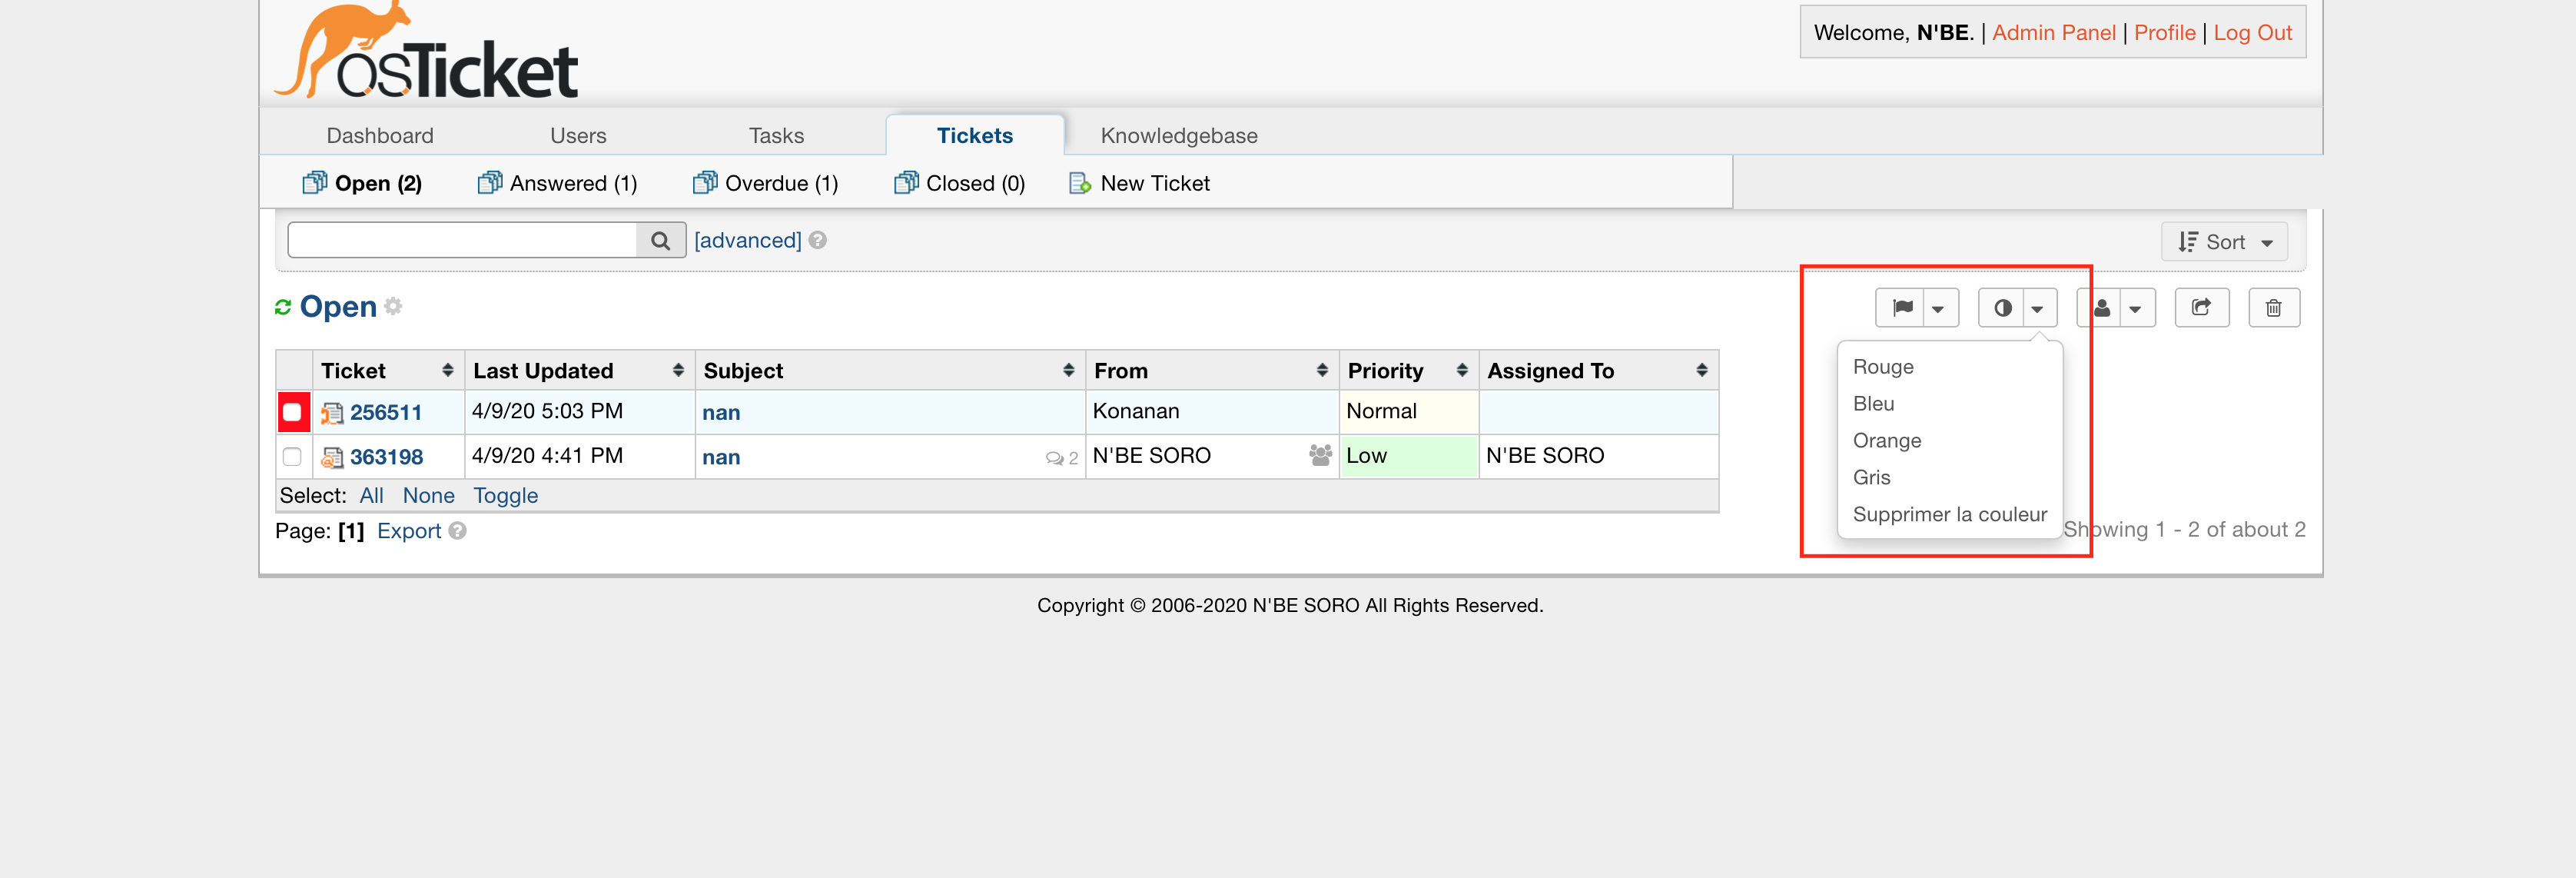 osTicket
Welcome, N'BE. | Admin Panel | Profile | Log Out
Dashboard Users Tasks Tickets Knowledgebase
Open (2) Answered (1) Overdue (1) Closed (0) New Ticket
[advanced] Sort
Open
Ticket Last Updated Subject From Priority Assigned To
256511 4/9/20 5:03 PM nan Konanan Normal
363198 4/9/20 4:41 PM nan 2 N'BE SORO Low N'BE SORO
Select: All None Toggle
Page: [1] Export
Rouge
Bleu
Orange
Gris
Supprimer la couleur
Showing 1 - 2 of about 2
Copyright © 2006-2020 N'BE SORO All Rights Reserved.